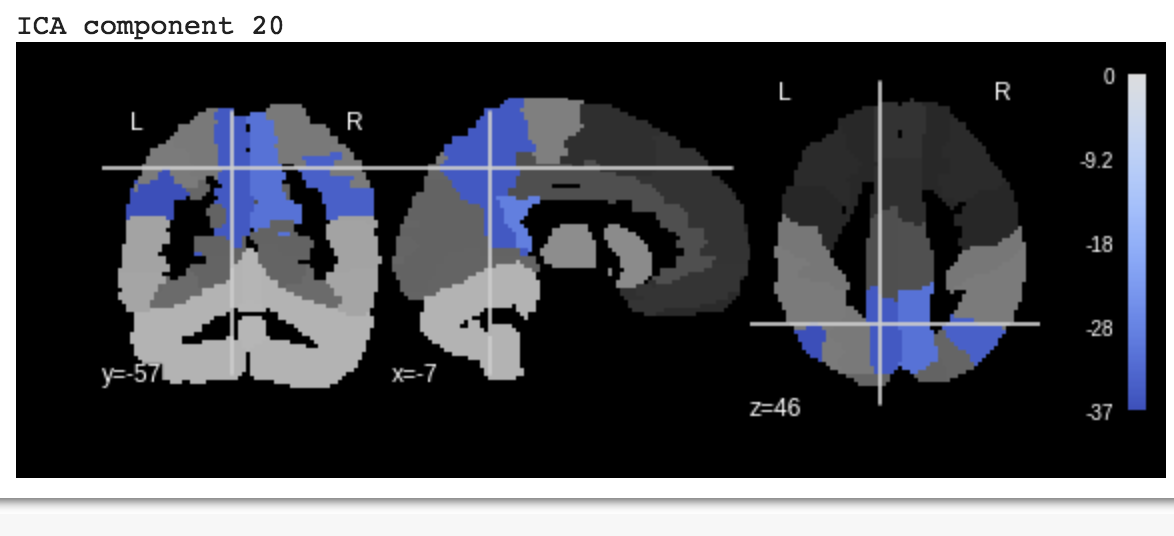 ICA component 20
L R
L R
0
-9.2
-18
-28
-37
y=-57
x=-7
z=46